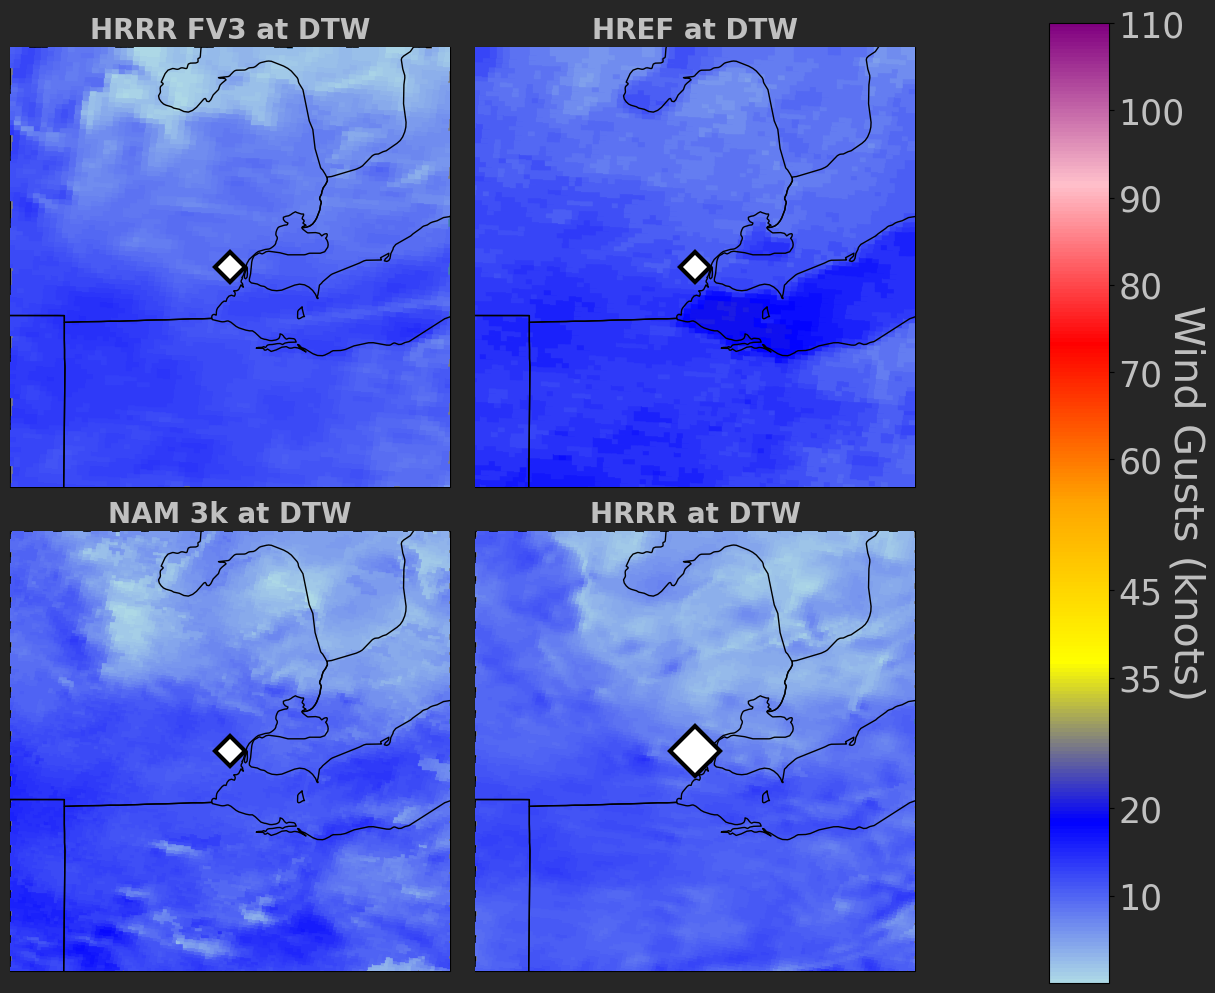 HRRR FV3 at DTW
HREF at DTW
NAM 3k at DTW
HRRR at DTW
110
100
90
80
70
60
45
35
20
10
Wind Gusts (knots)